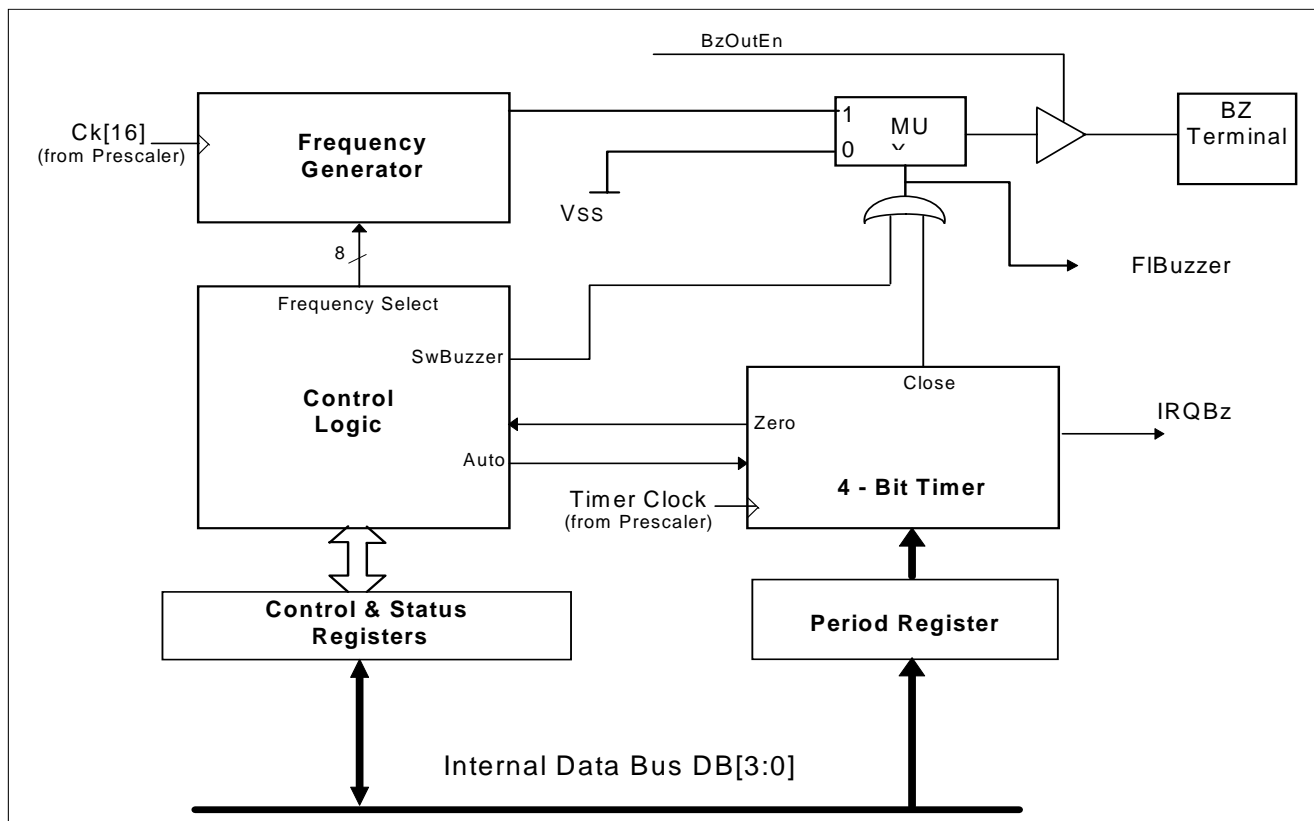 BzOutEn
Ck[16]
(from Prescaler)
Frequency
Generator
1
0
MU
BZ
Terminal
Vss
8
FlBuzzer
Frequency Select
SwBuzzer
Control
Logic
Close
Zero
IRQBz
Auto
4 - Bit Timer
Timer Clock
(from Prescaler)
Control & Status
Registers
Period Register
Internal Data Bus DB[3:0]